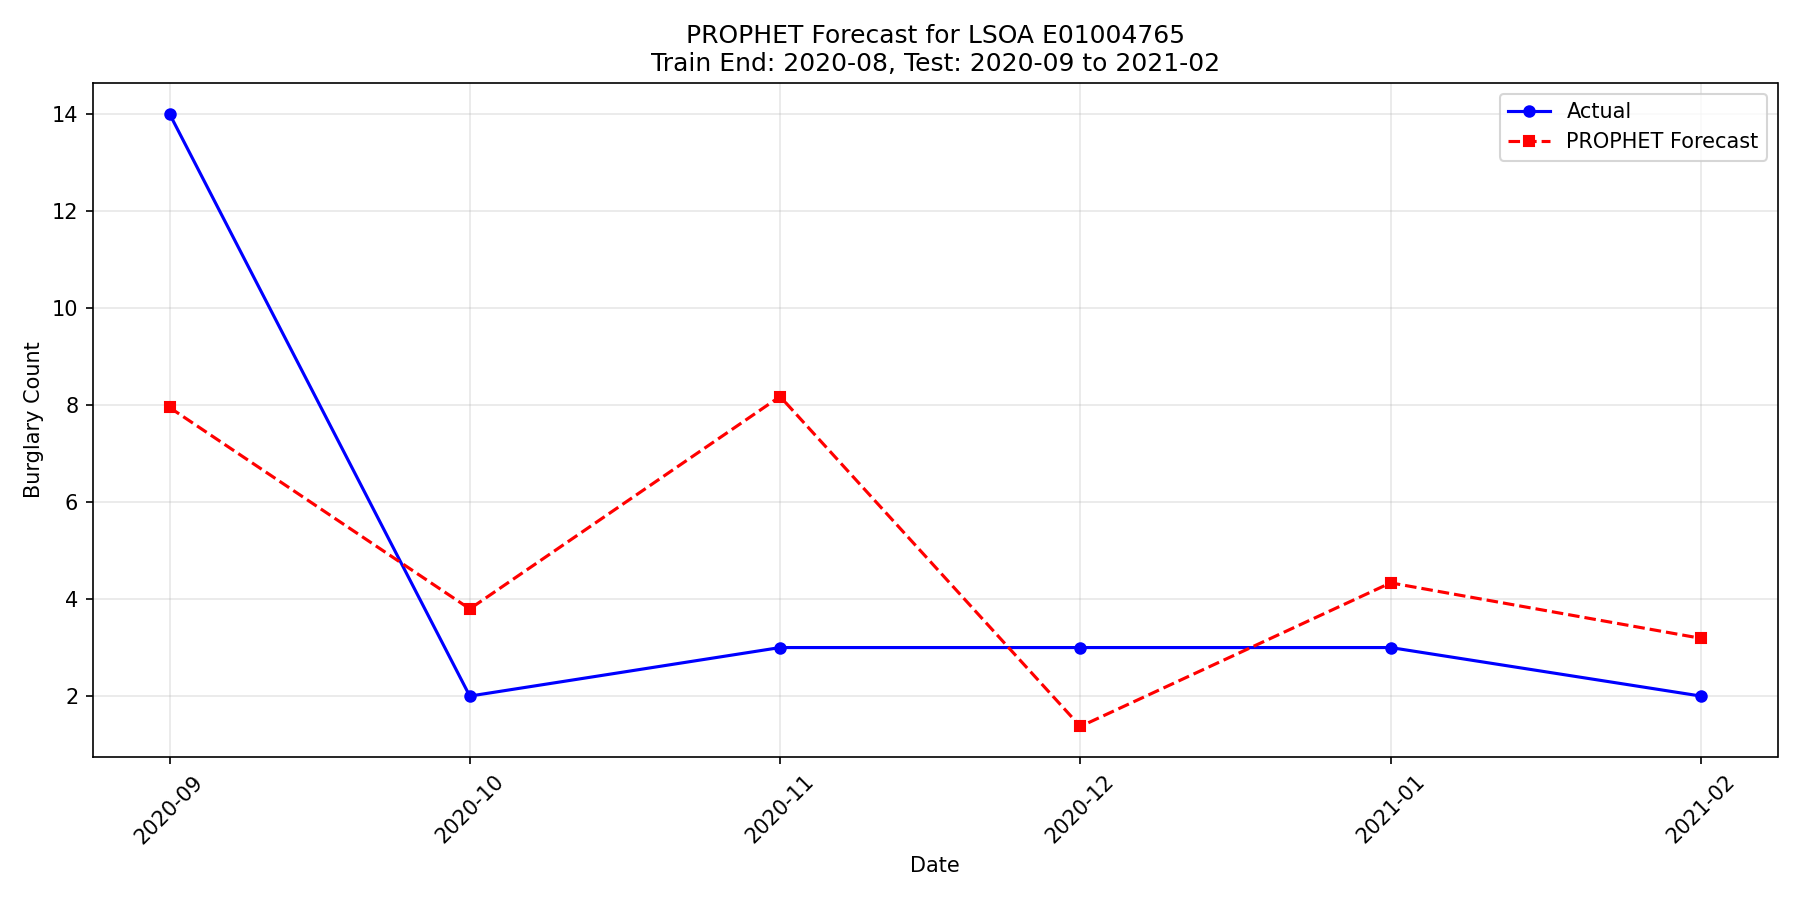 PROPHET Forecast for LSOA E01004765
Train End: 2020-08, Test: 2020-09 to 2021-02
Actual
PROPHET Forecast
Burglary Count
14
12
10
8
6
4
2
2020-09
2020-10
2020-11
2020-12
2021-01
2021-02
Date